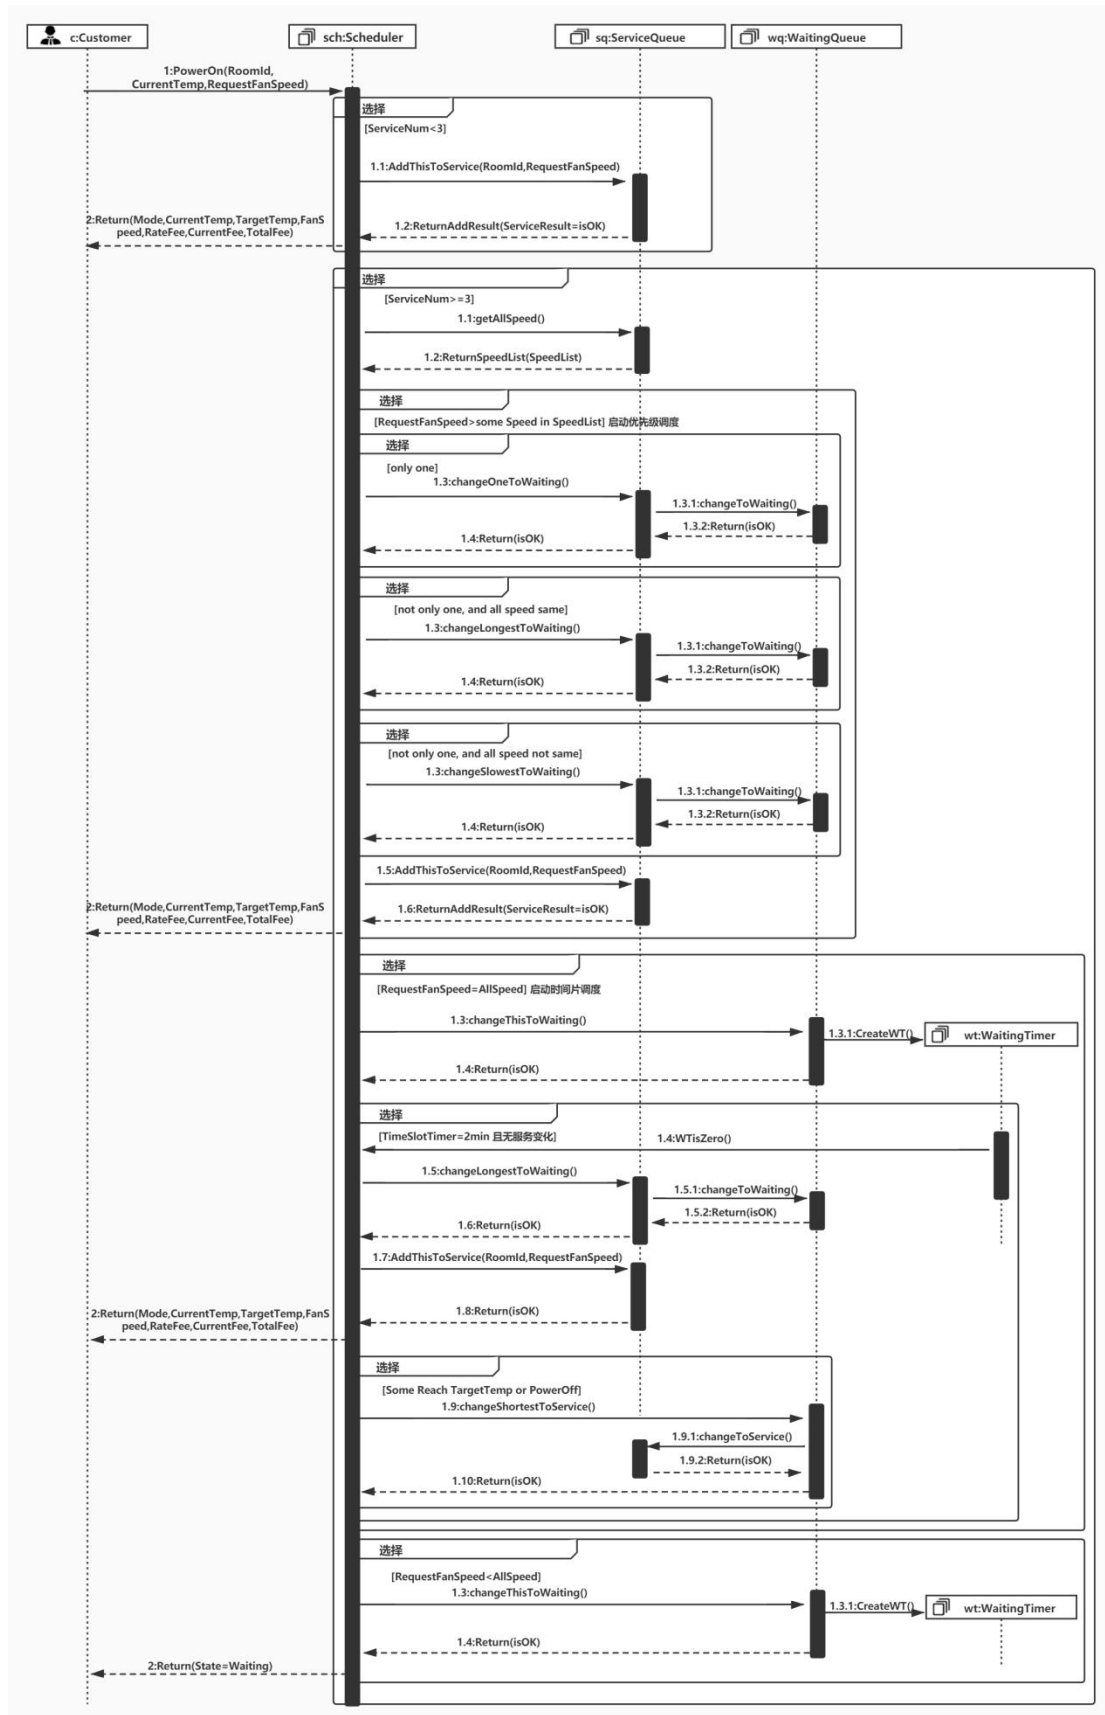 c:Customer
sch:Scheduler
sq:ServiceQueue
wq:WaitingQueue
1:PowerOn(RoomId,
CurrentTemp,RequestFanSpeed)
选择
[ServiceNum<3]
1.1:AddThisToService(RoomId,RequestFanSpeed)
2:Return(Mode,CurrentTemp,TargetTemp,FanS
peed,RateFee,CurrentFee,TotalFee)
1.2:ReturnAddResult(ServiceResult=isOK)
选择
[ServiceNum>=3]
1.1:getAllSpeed()
1.2:ReturnSpeedList(SpeedList)
选择
[RequestFanSpeed>some Speed in SpeedList] 启动优先级调度
选择
[only one]
1.3:changeOneToWaiting()
1.3.1:changeToWaiting()
1.3.2:Return(isOK)
1.4:Return(isOK)
选择
[not only one, and all speed same]
1.3:changeLongestToWaiting()
1.3.1:changeToWaiting()
1.3.2:Return(isOK)
1.4:Return(isOK)
选择
[not only one, and all speed not same]
1.3:changeSlowestToWaiting()
1.3.1:changeToWaiting()
1.3.2:Return(isOK)
1.4:Return(isOK)
1.5:AddThisToService(RoomId,RequestFanSpeed)
2:Return(Mode,CurrentTemp,TargetTemp,FanS
peed,RateFee,CurrentFee,TotalFee)
1.6:ReturnAddResult(ServiceResult=isOK)
选择
[RequestFanSpeed=AllSpeed] 启动时间片调度
1.3:changeThisToWaiting()
1.3.1:CreateWT()
wt:WaitingTimer
1.4:Return(isOK)
选择
[TimeSlotTimer=2min 且无服务变化]
1.4:WTisZero()
1.5:changeLongestToWaiting()
1.5.1:changeToWaiting()
1.5.2:Return(isOK)
1.6:Return(isOK)
1.7:AddThisToService(RoomId,RequestFanSpeed)
1.8:Return(isOK)
2:Return(Mode,CurrentTemp,TargetTemp,FanS
peed,RateFee,CurrentFee,TotalFee)
选择
[Some Reach TargetTemp or PowerOff]
1.9:changeShortestToService()
1.9.1:changeToService()
1.9.2:Return(isOK)
1.10:Return(isOK)
选择
[RequestFanSpeed<AllSpeed]
1.3:changeThisToWaiting()
1.3.1:CreateWT()
wt:WaitingTimer
1.4:Return(isOK)
2:Return(State=Waiting)